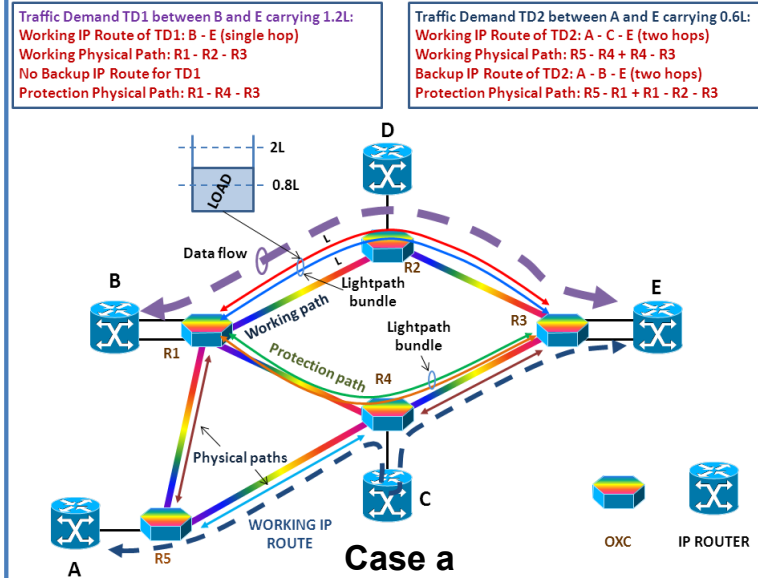 Traffic Demand TD1 between B and E carrying 1.2L:
Working IP Route of TD1: B - E (single hop)
Working Physical Path: R1 - R2 - R3
No Backup IP Route for TD1
Protection Physical Path: R1 - R4 - R3
Traffic Demand TD2 between A and E carrying 0.6L:
Working IP Route of TD2: A - C - E (two hops)
Working Physical Path: R5 - R4 + R4 - R3
Backup IP Route of TD2: A - B - E (two hops)
Protection Physical Path: R5 - R1 + R1 - R2 - R3
D
2L
LOAD
0.8L
L
Data flow
L
R2
B
Lightpath
bundle
E
Working path
Lightpath
bundle
R3
R1
Protection path
R4
Physical paths
C
WORKING IP
ROUTE
A
R5
Case a
OXC
IP ROUTER